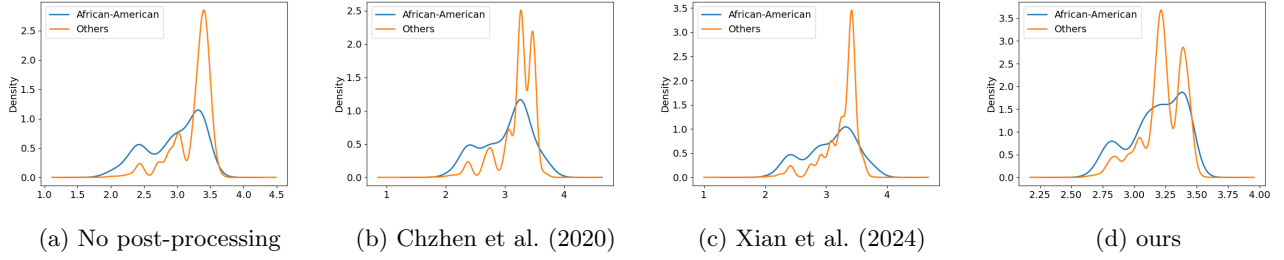 African-American
Others
Density
0.0
0.5
1.0
1.5
2.0
2.5
1.0 1.5 2.0 2.5 3.0 3.5 4.0 4.5
(a) No post-processing
African-American
Others
Density
0.0
0.5
1.0
1.5
2.0
2.5
1 2 3 4
(b) Chzhen et al. (2020)
African-American
Others
Density
0.0
0.5
1.0
1.5
2.0
2.5
3.0
3.5
1 2 3 4
(c) Xian et al. (2024)
African-American
Others
Density
0.0
0.5
1.0
1.5
2.0
2.5
3.0
3.5
2.25 2.50 2.75 3.00 3.25 3.50 3.75 4.00
(d) ours